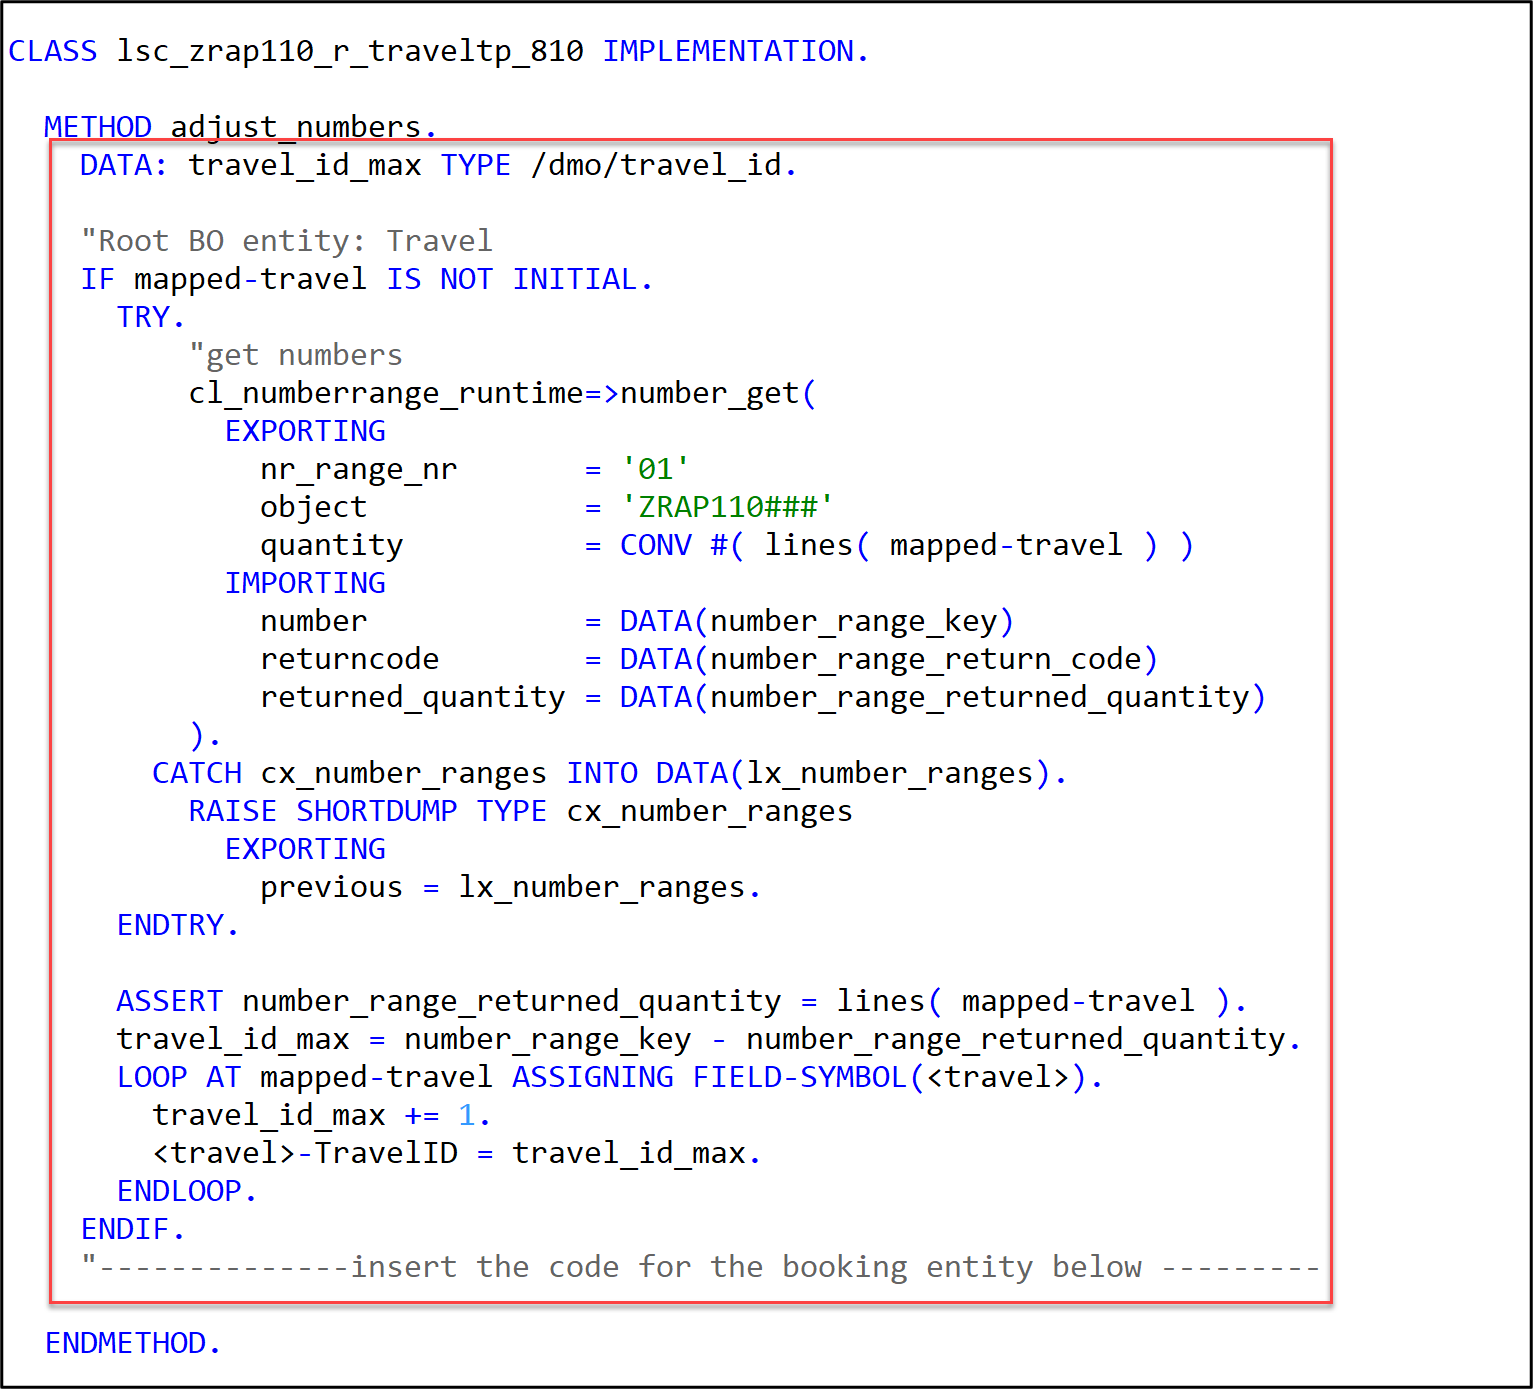 CLASS lsc_zrap110_r_traveltp_810 IMPLEMENTATION.
METHOD adjust_numbers.
DATA: travel_id_max TYPE /dmo/travel_id.
"Root BO entity: Travel
IF mapped-travel IS NOT INITIAL.
TRY.
"get numbers
cl_numberrange_runtime=>number_get(
EXPORTING
nr_range_nr       = '01'
object            = 'ZRAP110###'
quantity          = CONV #( lines( mapped-travel ) )
IMPORTING
number            = DATA(number_range_key)
returncode        = DATA(number_range_return_code)
returned_quantity = DATA(number_range_returned_quantity)
).
CATCH cx_number_ranges INTO DATA(lx_number_ranges).
RAISE SHORTDUMP TYPE cx_number_ranges
EXPORTING
previous = lx_number_ranges.
ENDTRY.
ASSERT number_range_returned_quantity = lines( mapped-travel ).
travel_id_max = number_range_key - number_range_returned_quantity.
LOOP AT mapped-travel ASSIGNING FIELD-SYMBOL(<travel>).
travel_id_max += 1.
<travel>-TravelID = travel_id_max.
ENDLOOP.
ENDIF.
"--------------insert the code for the booking entity below ---------
ENDMETHOD.